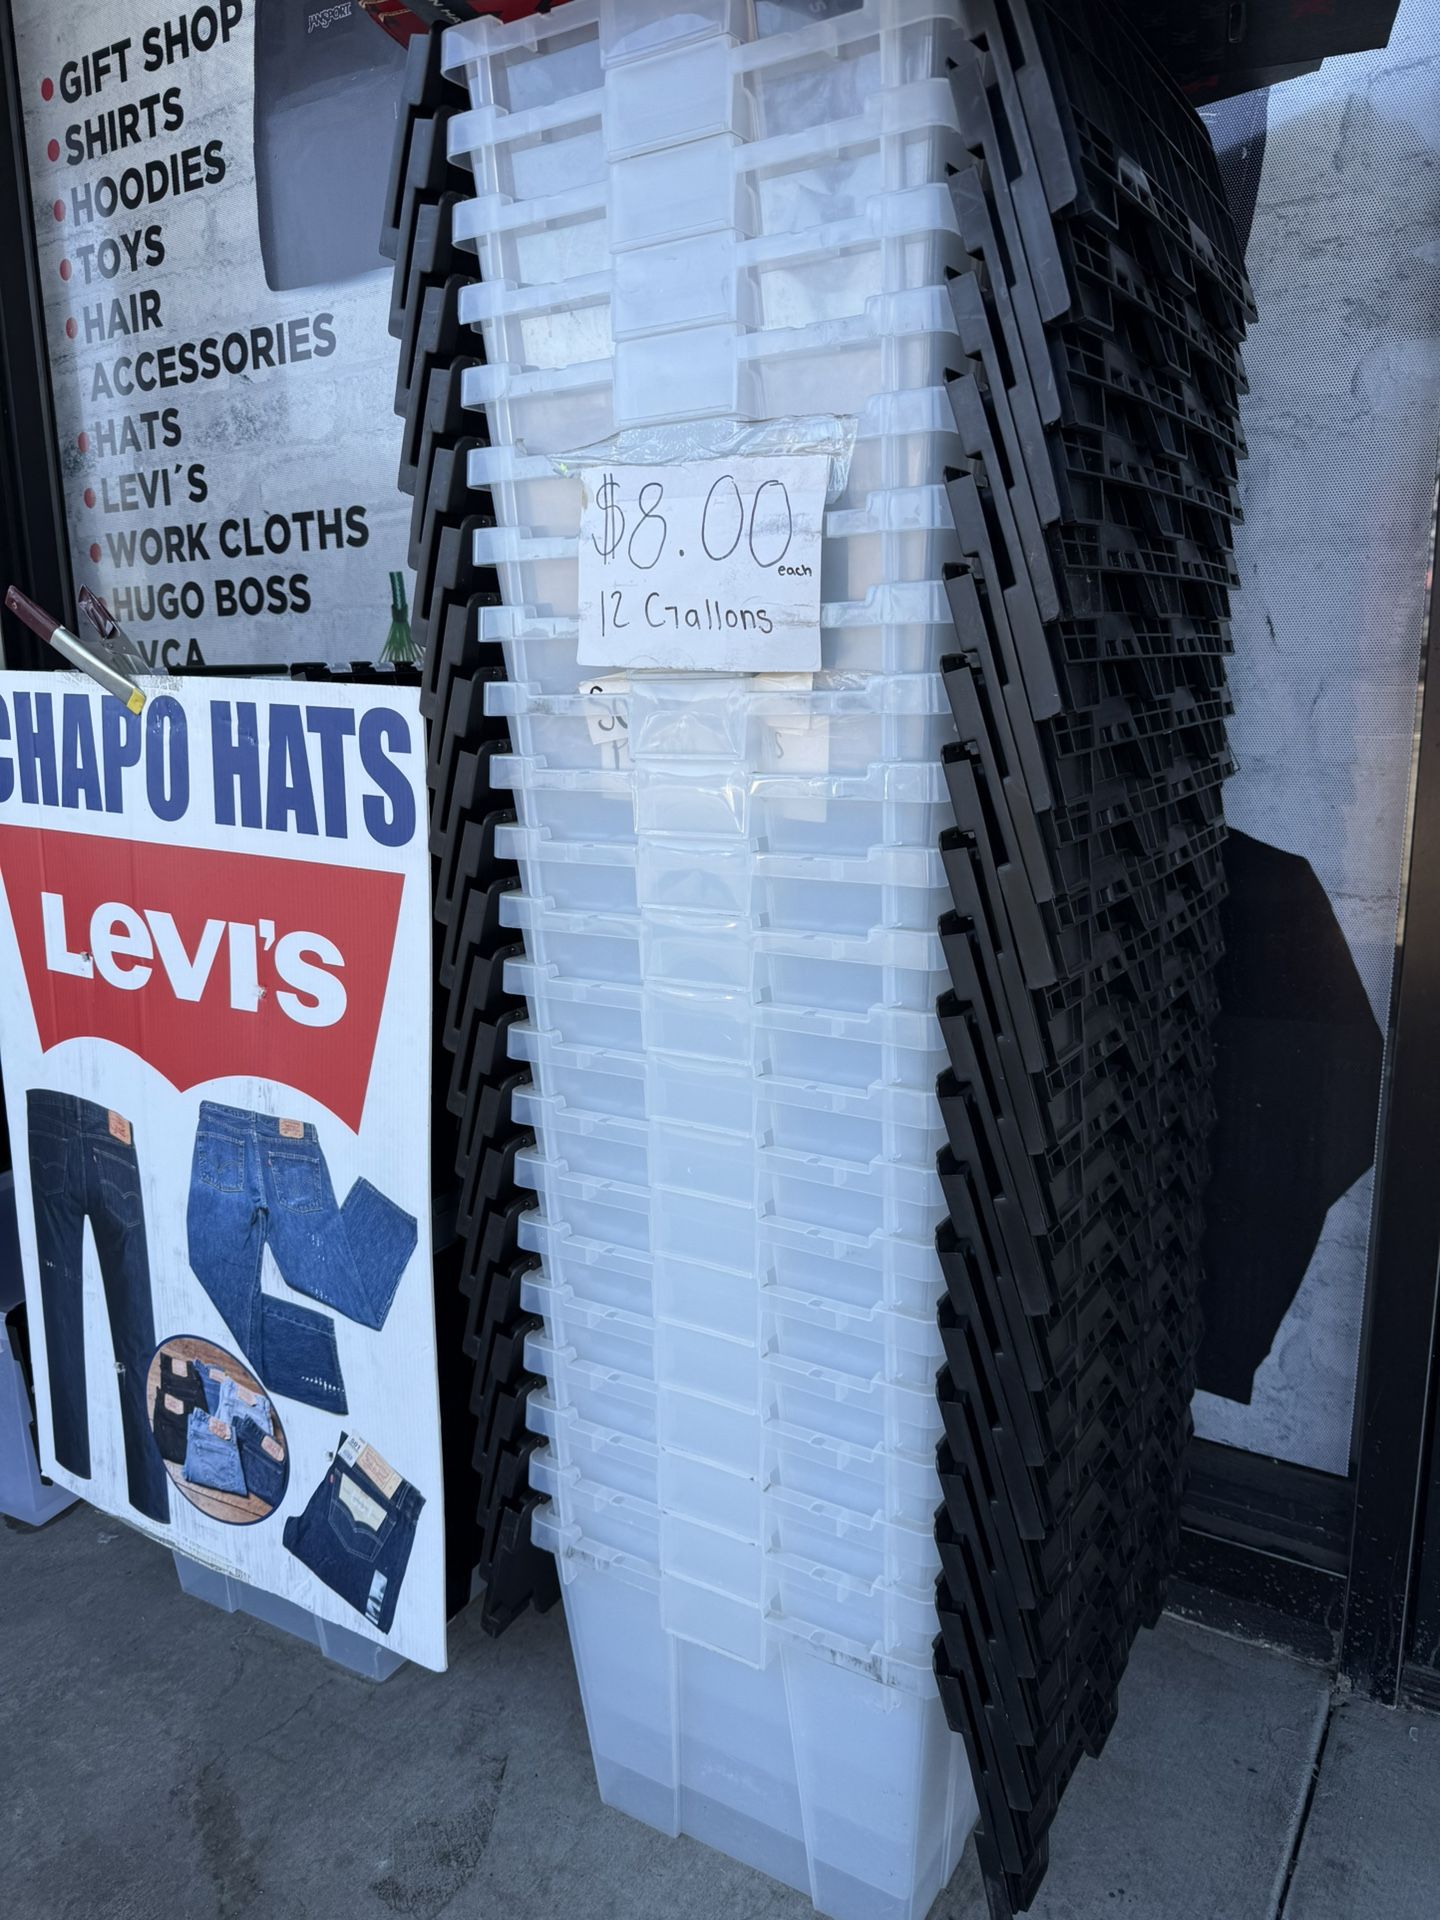 JANSPORT
GIFT SHOP
SHIRTS
HOODIES
TOYS
HAIR
ACCESSORIES
HATS
LEVI´S
WORK CLOTHS
HUGO BOSS
$8.00
each
12 Gallons
CHAPO HATS
LEVI'S